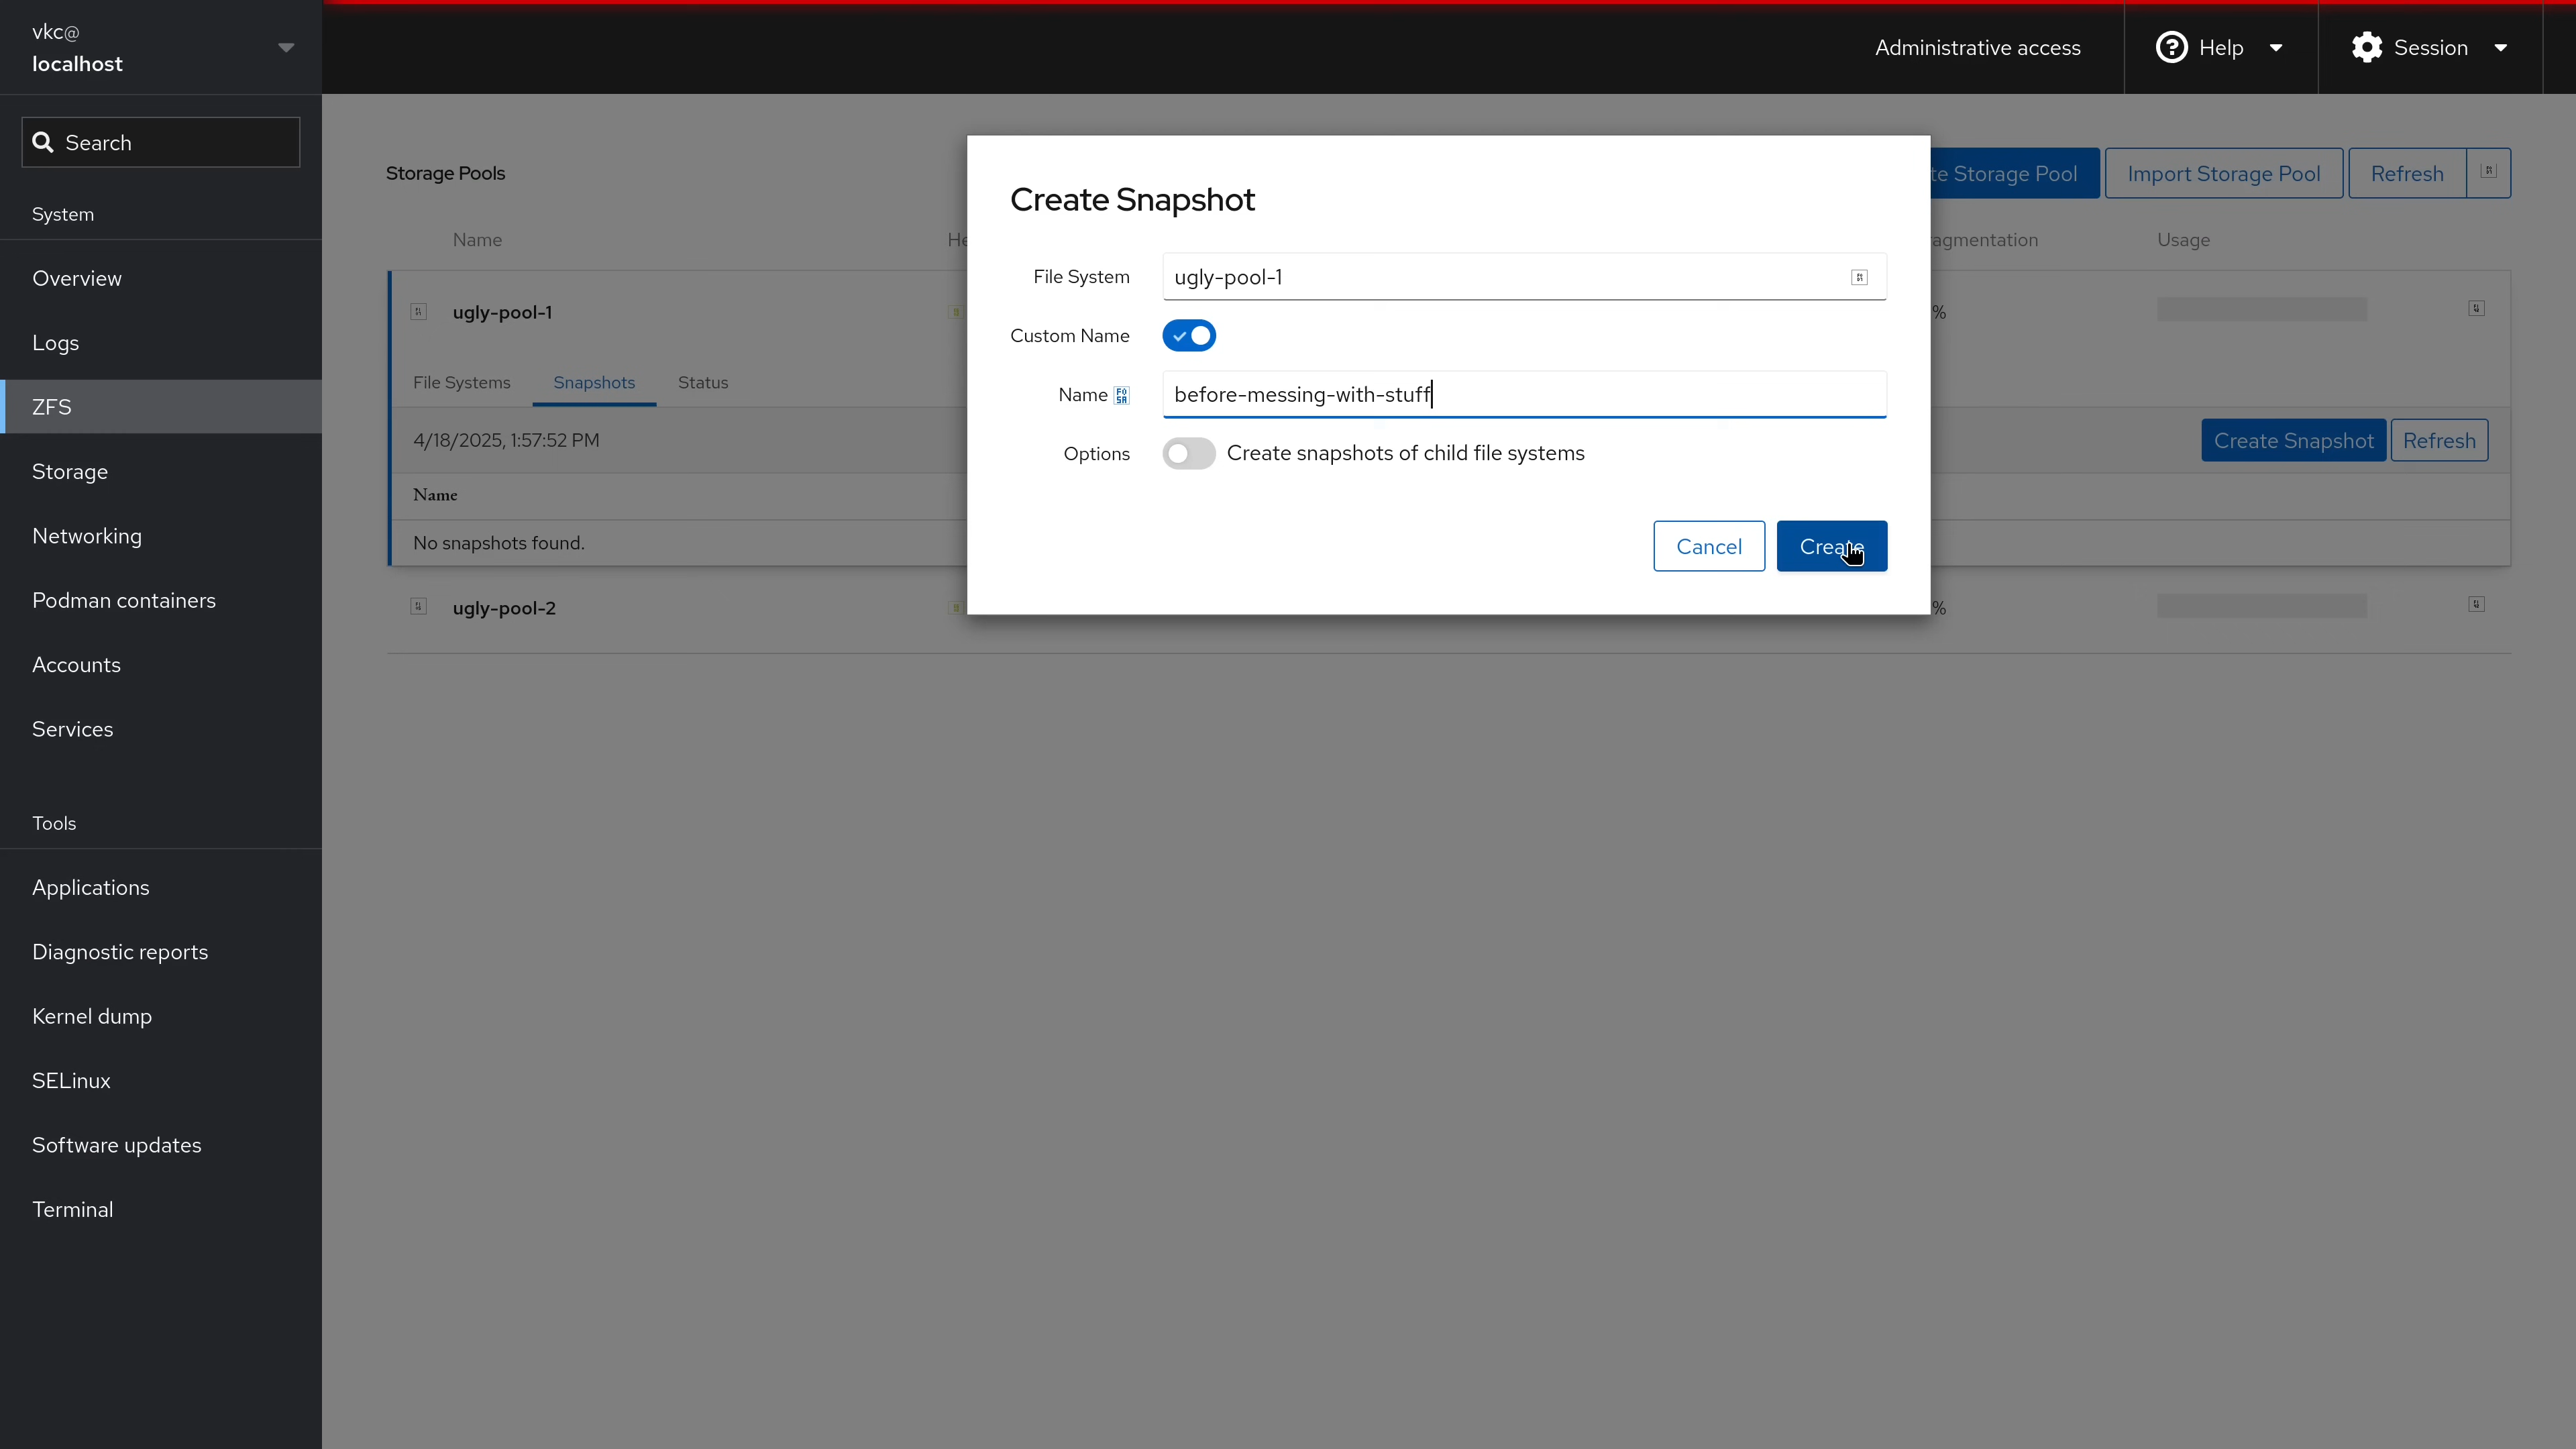 vkc@
localhost
Administrative access
Help
Session
Search
System
Overview
Logs
ZFS
Storage
Networking
Podman containers
Accounts
Services
Tools
Applications
Diagnostic reports
Kernel dump
SELinux
Software updates
Terminal
Storage Pools
te Storage Pool
Import Storage Pool
Refresh
Name
He
agmentation
Usage
ugly-pool-1
%
File Systems
Snapshots
Status
4/18/2025, 1:57:52 PM
Create Snapshot
Refresh
Name
No snapshots found.
ugly-pool-2
%
Create Snapshot
File System
ugly-pool-1
Custom Name
Name
before-messing-with-stuff
Options
Create snapshots of child file systems
Cancel
Create